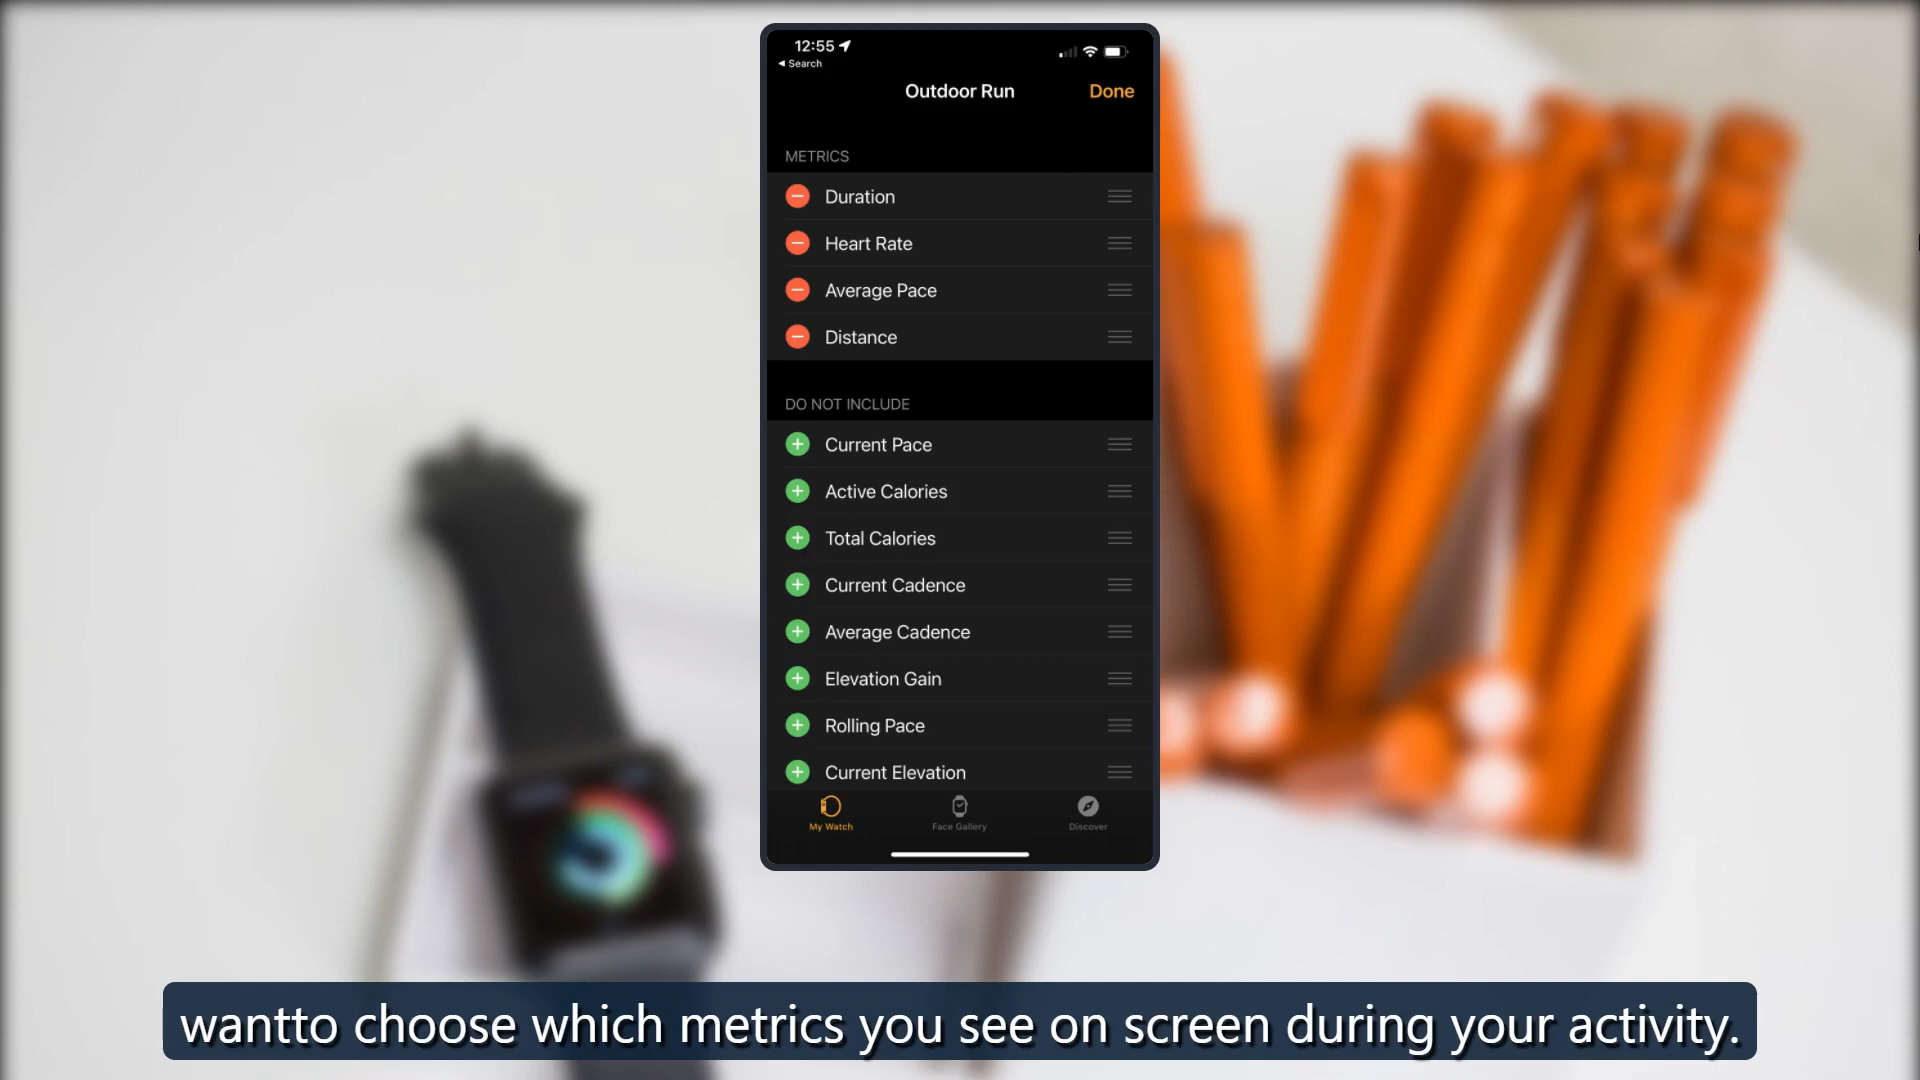 12:55
Search
Outdoor Run
Done
METRICS
Duration
Heart Rate
Average Pace
Distance
DO NOT INCLUDE
Current Pace
Active Calories
Total Calories
Current Cadence
Average Cadence
Elevation Gain
Rolling Pace
Current Elevation
My Watch
Face Gallery
Discover
wantto choose which metrics you see on screen during your activity.